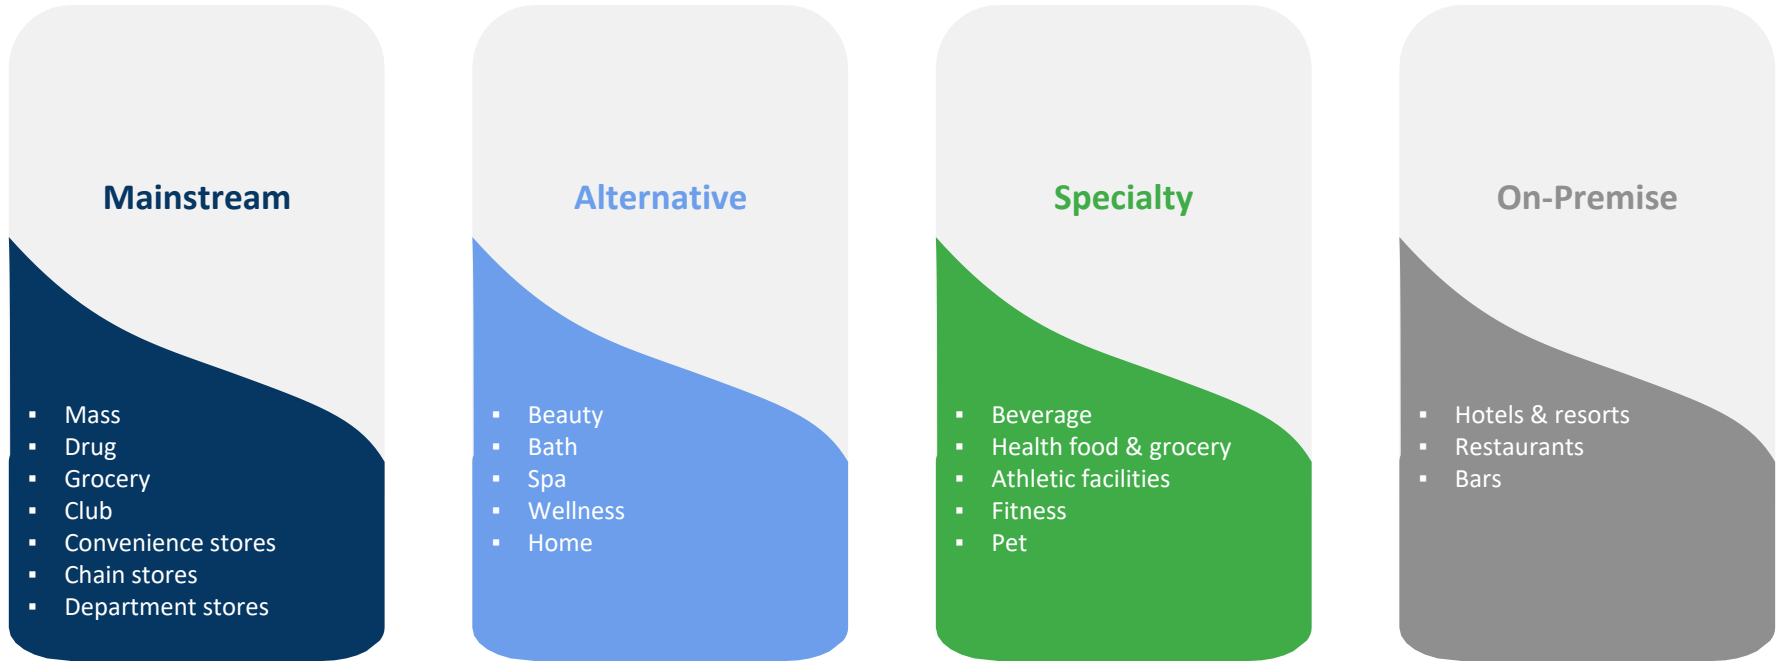 Mainstream
▪ Mass
▪ Drug
▪ Grocery
▪ Club
▪ Convenience stores
▪ Chain stores
▪ Department stores
Alternative
▪ Beauty
▪ Bath
▪ Spa
▪ Wellness
▪ Home
Specialty
▪ Beverage
▪ Health food & grocery
▪ Athletic facilities
▪ Fitness
▪ Pet
On-Premise
▪ Hotels & resorts
▪ Restaurants
▪ Bars